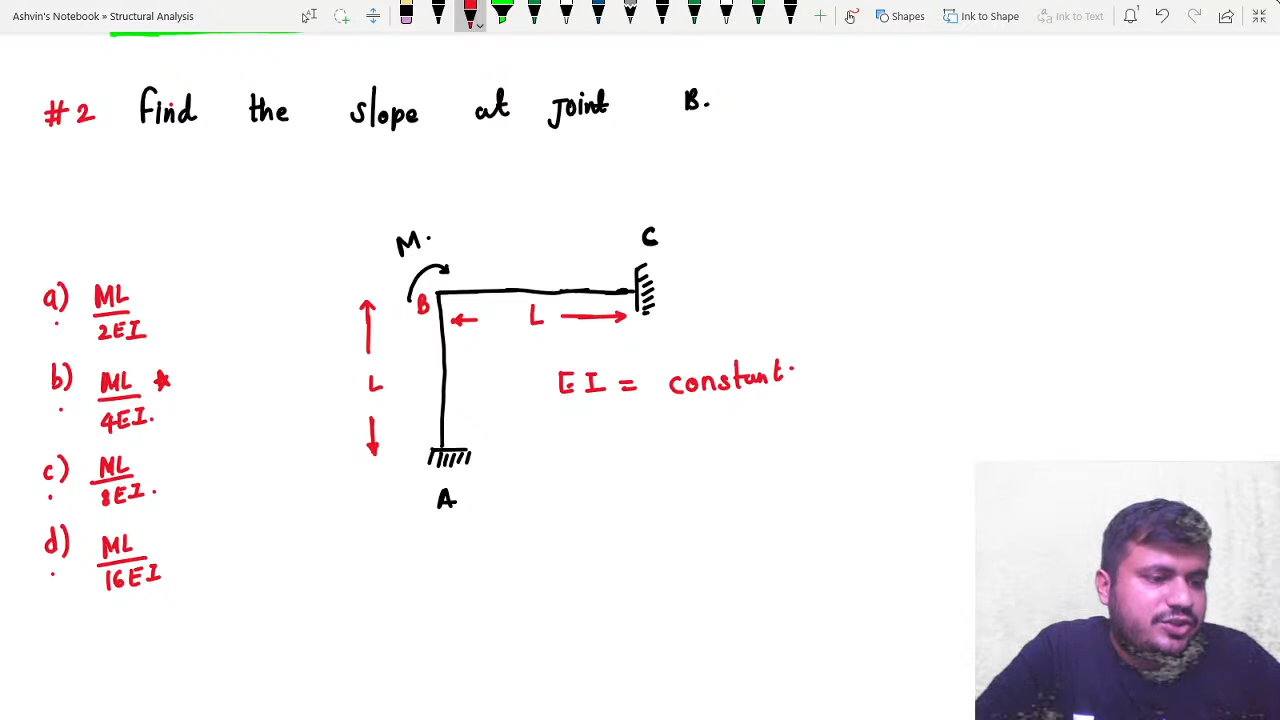 Ashvin's Notebook » Structural Analysis
Shapes
Ink to Shape
Ink to Text
#2 Find the slope at Joint B.
M.
C
a) ML
2EI
B
L
L
b) ML *
4EI.
EI = constant.
c) ML
8EI.
A
d) ML
16EI